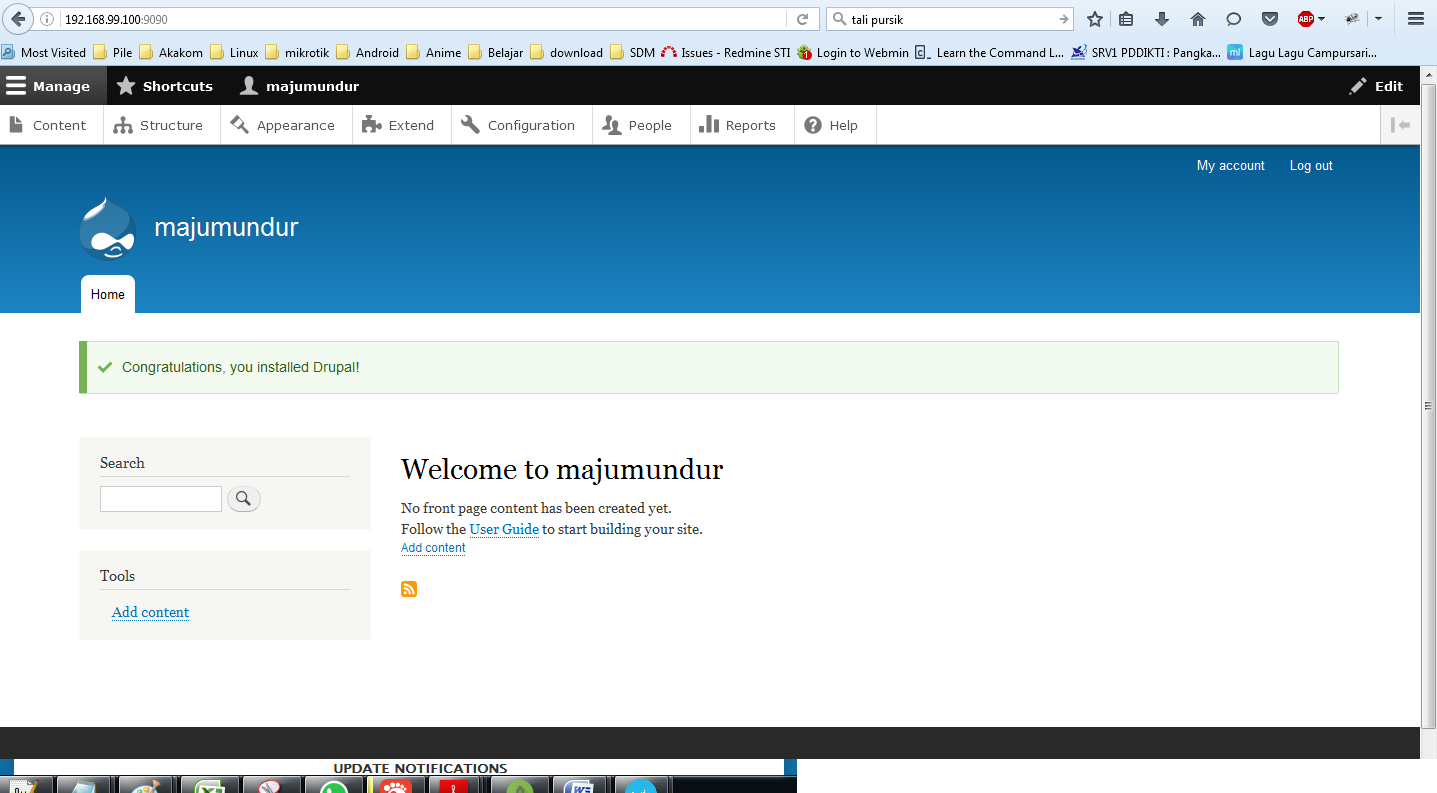 192.168.99.100:9090
tali pursik
ABP
Most Visited Pile Akakom Linux mikrotik Android Anime Belajar download SDM Issues - Redmine STI Login to Webmin Learn the Command L... SRV1 PDDIKTI : Pangka... Lagu Lagu Campursari...
Manage Shortcuts majumundur Edit
Content Structure Appearance Extend Configuration People Reports Help
My account Log out
majumundur
Home
Congratulations, you installed Drupal!
Search
Tools
Add content
Welcome to majumundur
No front page content has been created yet.
Follow the User Guide to start building your site.
Add content
UPDATE NOTIFICATIONS